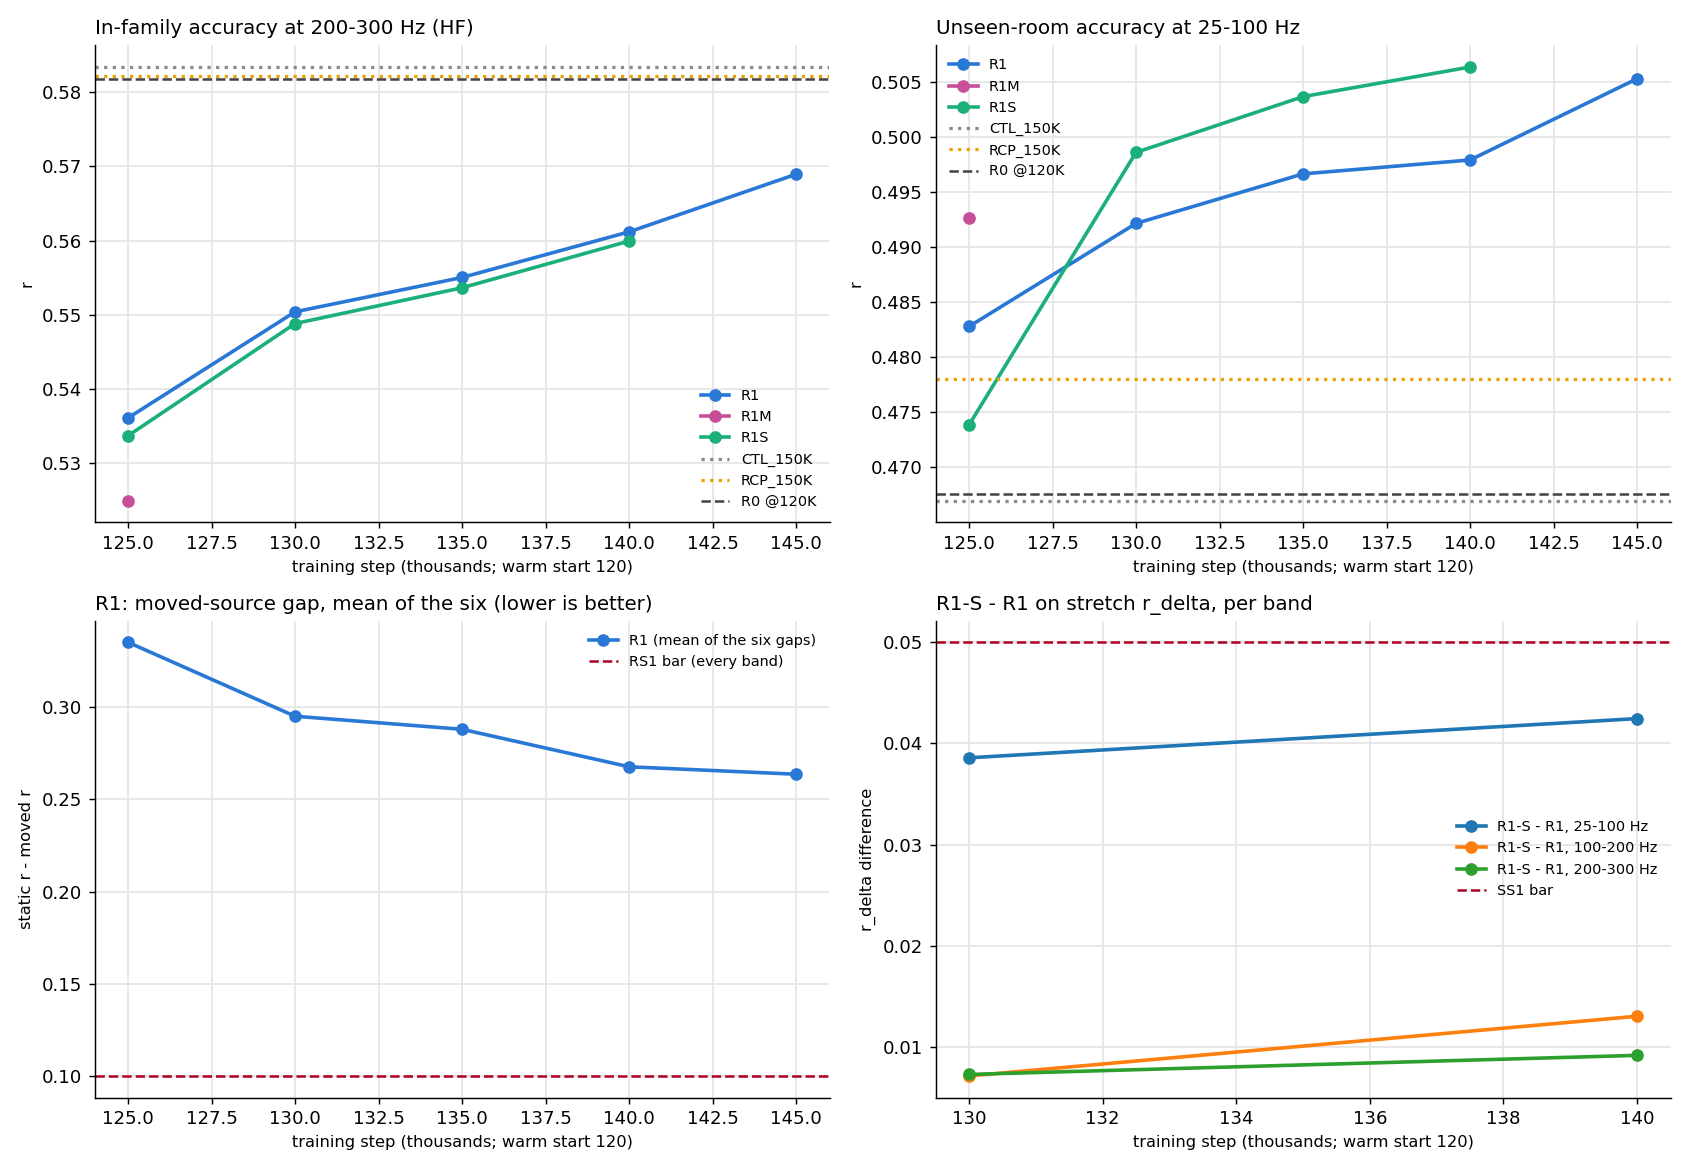 In-family accuracy at 200-300 Hz (HF)
0.58
0.57
0.56
0.55
0.54
0.53
r
R1
R1M
R1S
CTL_150K
RCP_150K
R0 @120K
125.0 127.5 130.0 132.5 135.0 137.5 140.0 142.5 145.0
training step (thousands; warm start 120)
Unseen-room accuracy at 25-100 Hz
0.505
0.500
0.495
0.490
0.485
0.480
0.475
0.470
r
R1
R1M
R1S
CTL_150K
RCP_150K
R0 @120K
125.0 127.5 130.0 132.5 135.0 137.5 140.0 142.5 145.0
training step (thousands; warm start 120)
R1: moved-source gap, mean of the six (lower is better)
0.30
0.25
0.20
0.15
0.10
static r - moved r
R1 (mean of the six gaps)
RS1 bar (every band)
125.0 127.5 130.0 132.5 135.0 137.5 140.0 142.5 145.0
training step (thousands; warm start 120)
R1-S - R1 on stretch r_delta, per band
0.05
0.04
0.03
0.02
0.01
r_delta difference
R1-S - R1, 25-100 Hz
R1-S - R1, 100-200 Hz
R1-S - R1, 200-300 Hz
SS1 bar
130 132 134 136 138 140
training step (thousands; warm start 120)